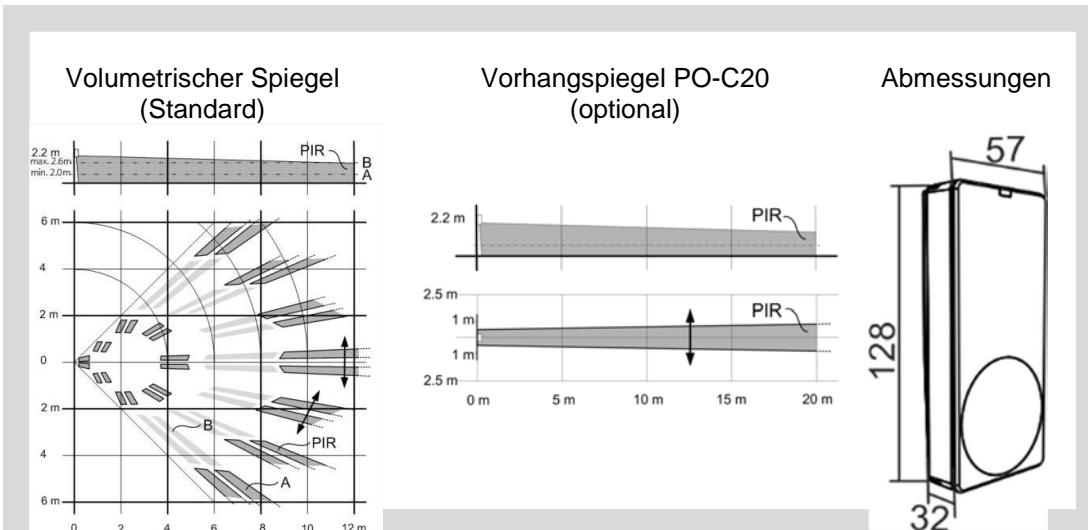 Volumetrischer Spiegel
(Standard)
2.2 m
max. 2.6m.
min. 2.0m.
PIR
B
A
6 m
4
2 m
0
2 m
4
6 m
B
PIR
A
0 2 4 6 8 10 12 m
Vorhangspiegel PO-C20
(optional)
2.2 m
PIR
2.5 m
1 m
1 m
2.5 m
PIR
0 m 5 m 10 m 15 m 20 m
Abmessungen
57
128
32